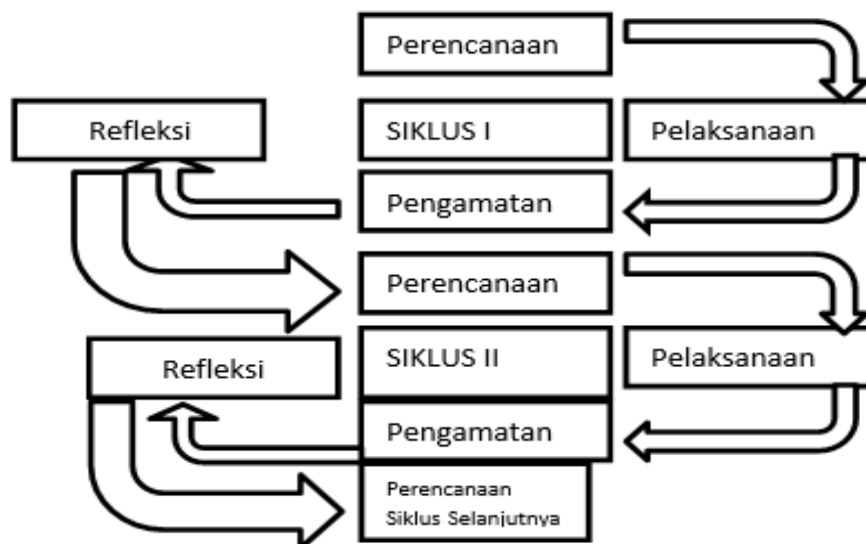 Perencanaan
Refleksi
SIKLUS I
Pelaksanaan
Pengamatan
Perencanaan
Refleksi
SIKLUS II
Pelaksanaan
Pengamatan
Perencanaan
Siklus Selanjutnya